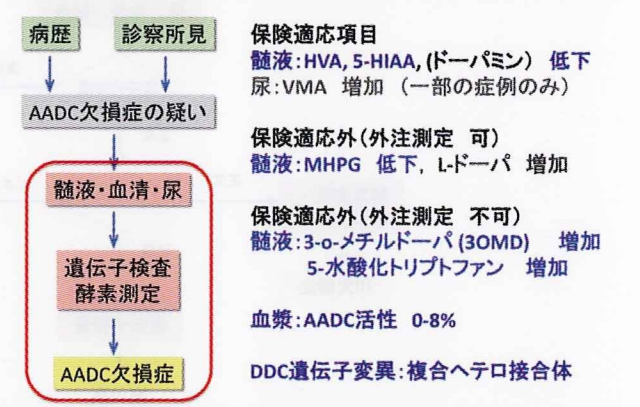 病歴
診察所見
AADC欠損症の疑い
髄液・血清・尿
遺伝子検査
酵素測定
AADC欠損症
保険適応項目
髄液:HVA, 5-HIAA, (ドーパミン) 低下
尿:VMA 増加 (一部の症例のみ)
保険適応外(外注測定 可)
髄液:MHPG 低下, L-ドーパ 増加
保険適応外(外注測定 不可)
髄液:3-o-メチルドーパ(3OMD) 増加
5-水酸化トリプトファン 増加
血漿:AADC活性 0-8%
DDC遺伝子変異:複合ヘテロ接合体